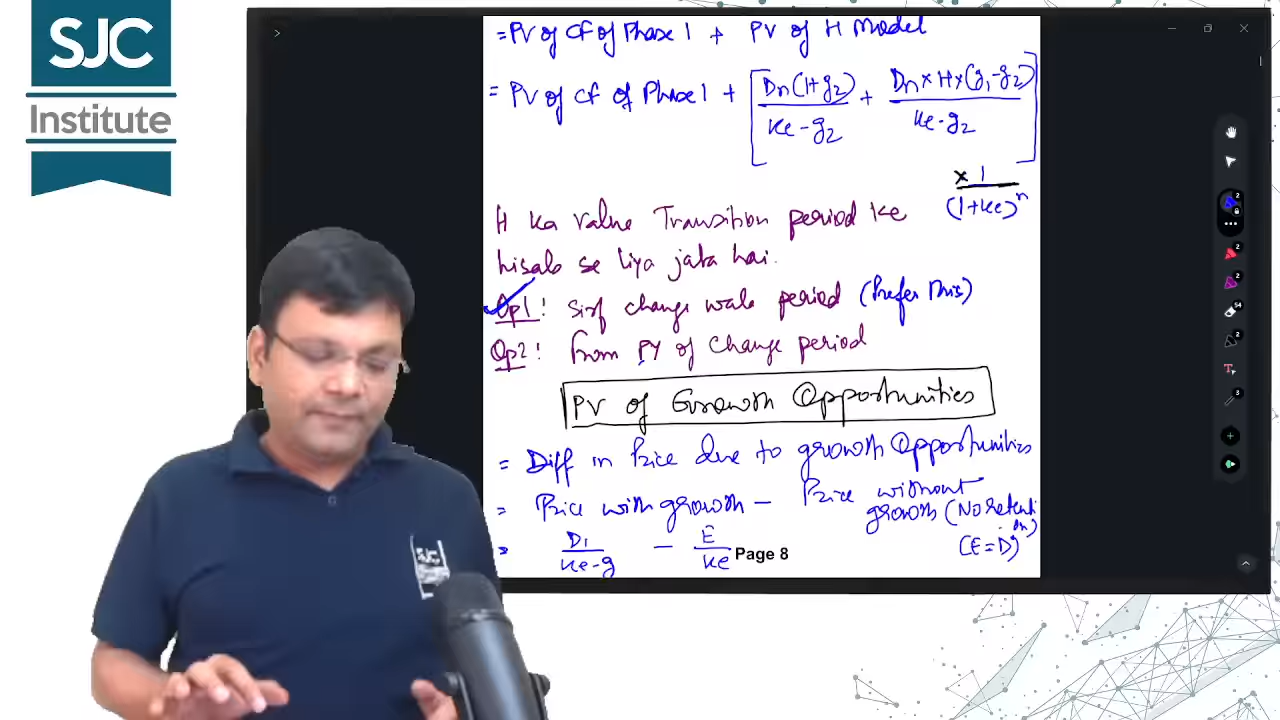 SJC
Institute
= PV of CF of Phase 1 + PV of H Model
= PV of CF of Phase 1 + [ Dn(1+g2) / Ke-g2 + Dn×H×(g1-g2) / Ke-g2 ]
× 1 / (1+Ke)^n
H ka value Transition period ke
hisab se liya jata hai.
Op1: Sirf change wale period (Prefer This)
Op2: From PY of change period
PV of Growth Opportunities
= Diff in Price due to growth Opportunities
= Price with growth - Price without growth (No retention)
(E=D)
= D1 / Ke-g - E / Ke
Page 8
SJC